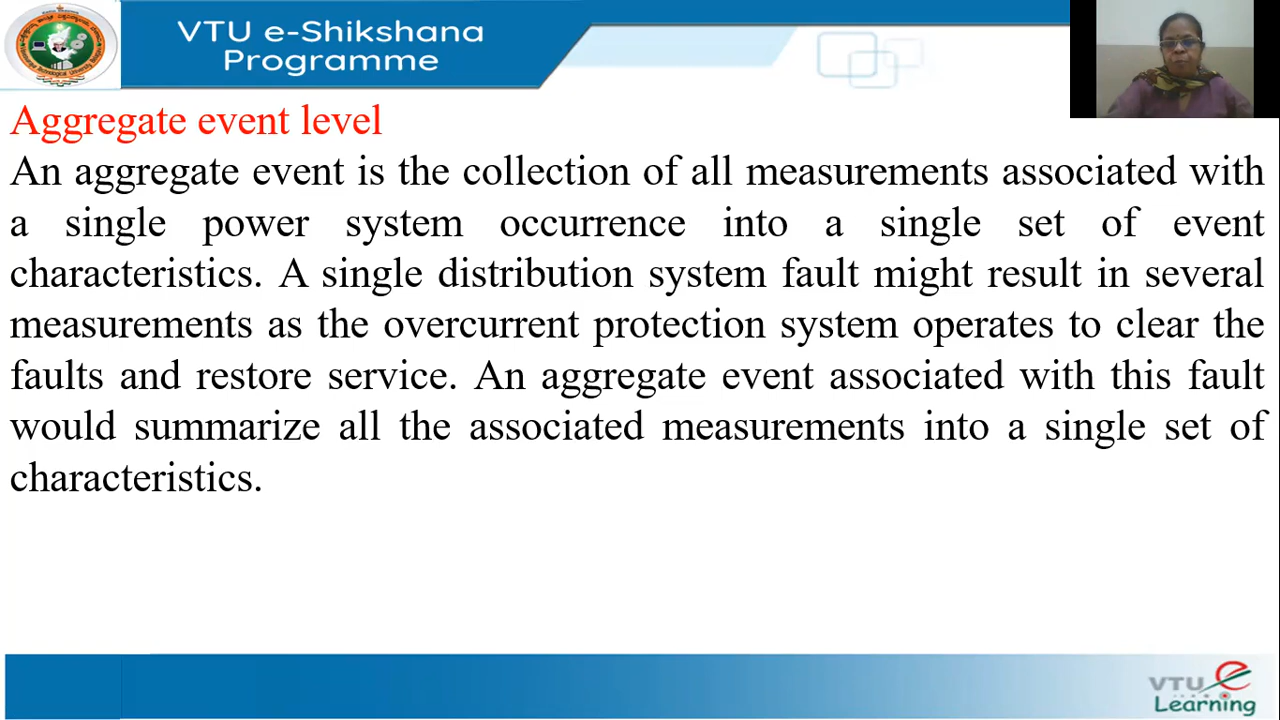 VTU e-Shikshana
Programme
Aggregate event level
An aggregate event is the collection of all measurements associated with
a single power system occurrence into a single set of event
characteristics. A single distribution system fault might result in several
measurements as the overcurrent protection system operates to clear the
faults and restore service. An aggregate event associated with this fault
would summarize all the associated measurements into a single set of
characteristics.
VTU e
Learning